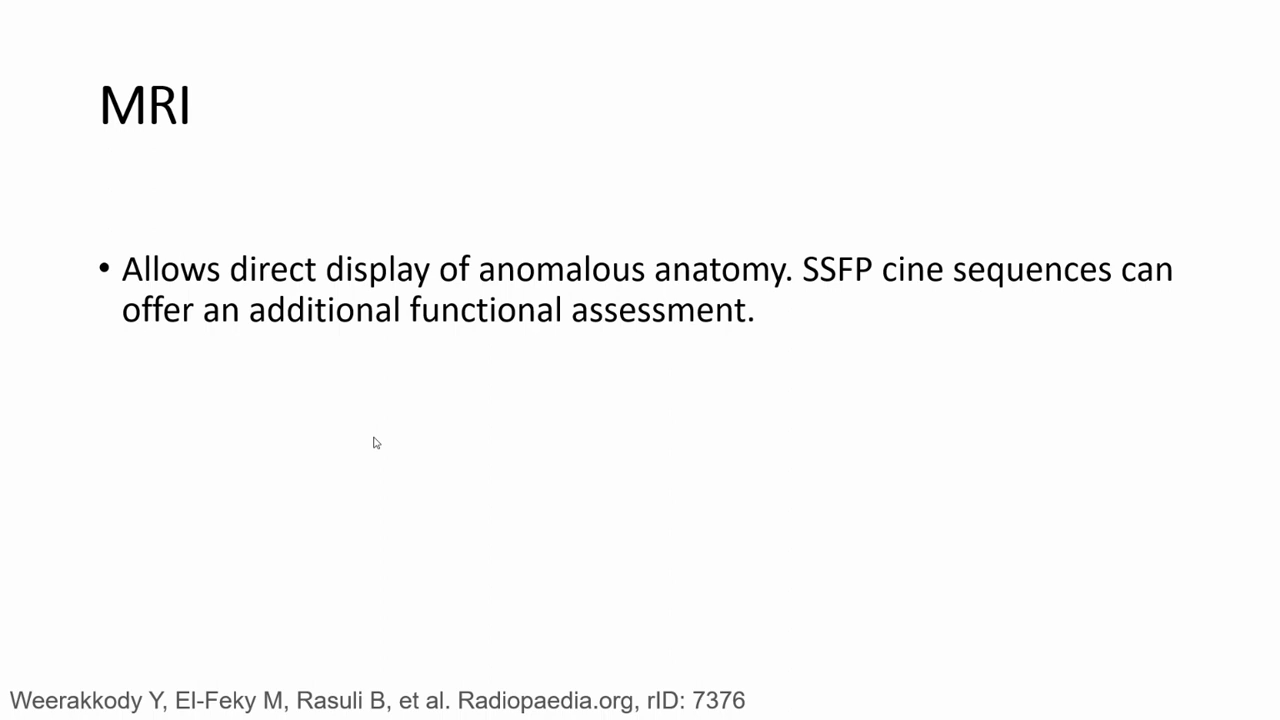 MRI
• Allows direct display of anomalous anatomy. SSFP cine sequences can
offer an additional functional assessment.
Weerakkody Y, El-Feky M, Rasuli B, et al. Radiopaedia.org, rID: 7376